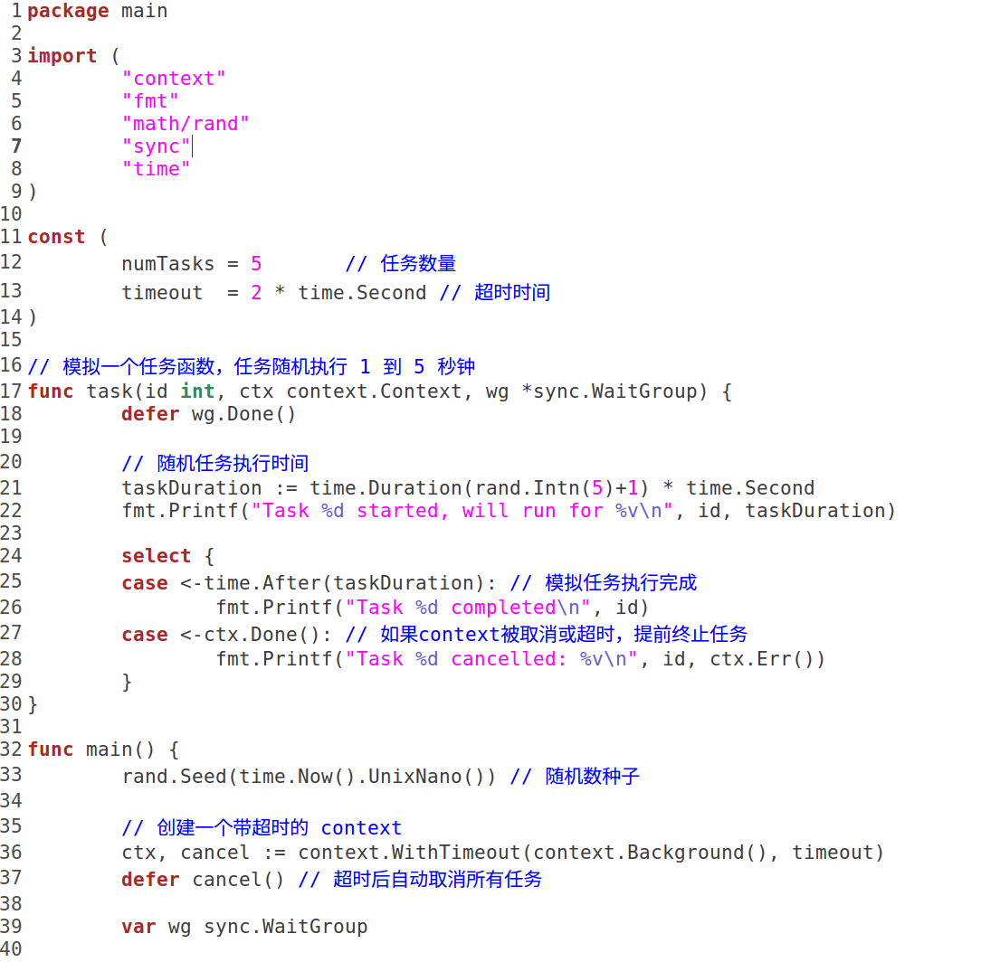 1 package main
2
3 import (
4         "context"
5         "fmt"
6         "math/rand"
7         "sync"
8         "time"
9 )
10
11 const (
12         numTasks = 5       // 任务数量
13         timeout  = 2 * time.Second // 超时时间
14 )
15
16 // 模拟一个任务函数，任务随机执行 1 到 5 秒钟
17 func task(id int, ctx context.Context, wg *sync.WaitGroup) {
18         defer wg.Done()
19
20         // 随机任务执行时间
21         taskDuration := time.Duration(rand.Intn(5)+1) * time.Second
22         fmt.Printf("Task %d started, will run for %v\n", id, taskDuration)
23
24         select {
25         case <-time.After(taskDuration): // 模拟任务执行完成
26                 fmt.Printf("Task %d completed\n", id)
27         case <-ctx.Done(): // 如果context被取消或超时，提前终止任务
28                 fmt.Printf("Task %d cancelled: %v\n", id, ctx.Err())
29         }
30 }
31
32 func main() {
33         rand.Seed(time.Now().UnixNano()) // 随机数种子
34
35         // 创建一个带超时的 context
36         ctx, cancel := context.WithTimeout(context.Background(), timeout)
37         defer cancel() // 超时后自动取消所有任务
38
39         var wg sync.WaitGroup
40